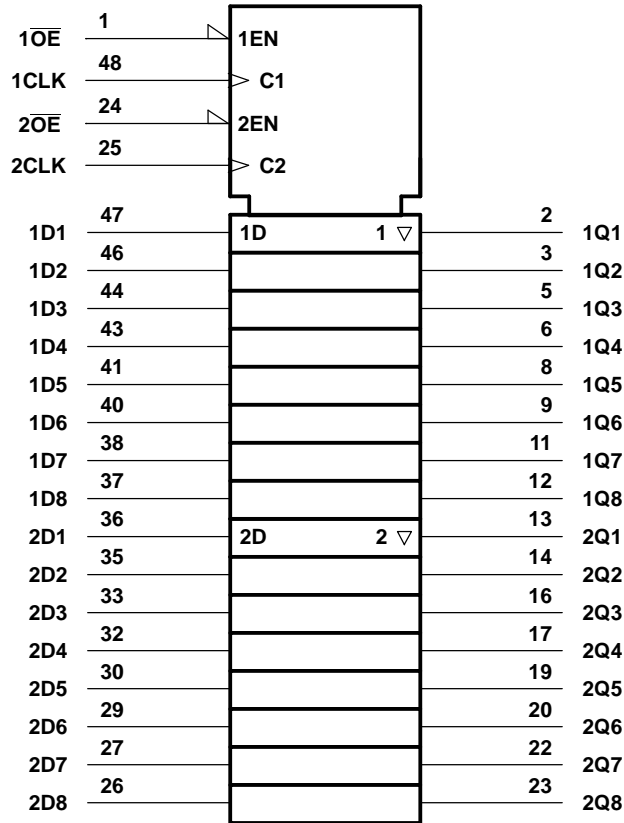 1
1OE 1EN
48
1CLK C1
24
2OE 2EN
25
2CLK C2
47 2
1D1 1D 1 ▽ 1Q1
46 3
1D2 1Q2
44 5
1D3 1Q3
43 6
1D4 1Q4
41 8
1D5 1Q5
40 9
1D6 1Q6
38 11
1D7 1Q7
37 12
1D8 1Q8
36 13
2D1 2D 2 ▽ 2Q1
35 14
2D2 2Q2
33 16
2D3 2Q3
32 17
2D4 2Q4
30 19
2D5 2Q5
29 20
2D6 2Q6
27 22
2D7 2Q7
26 23
2D8 2Q8